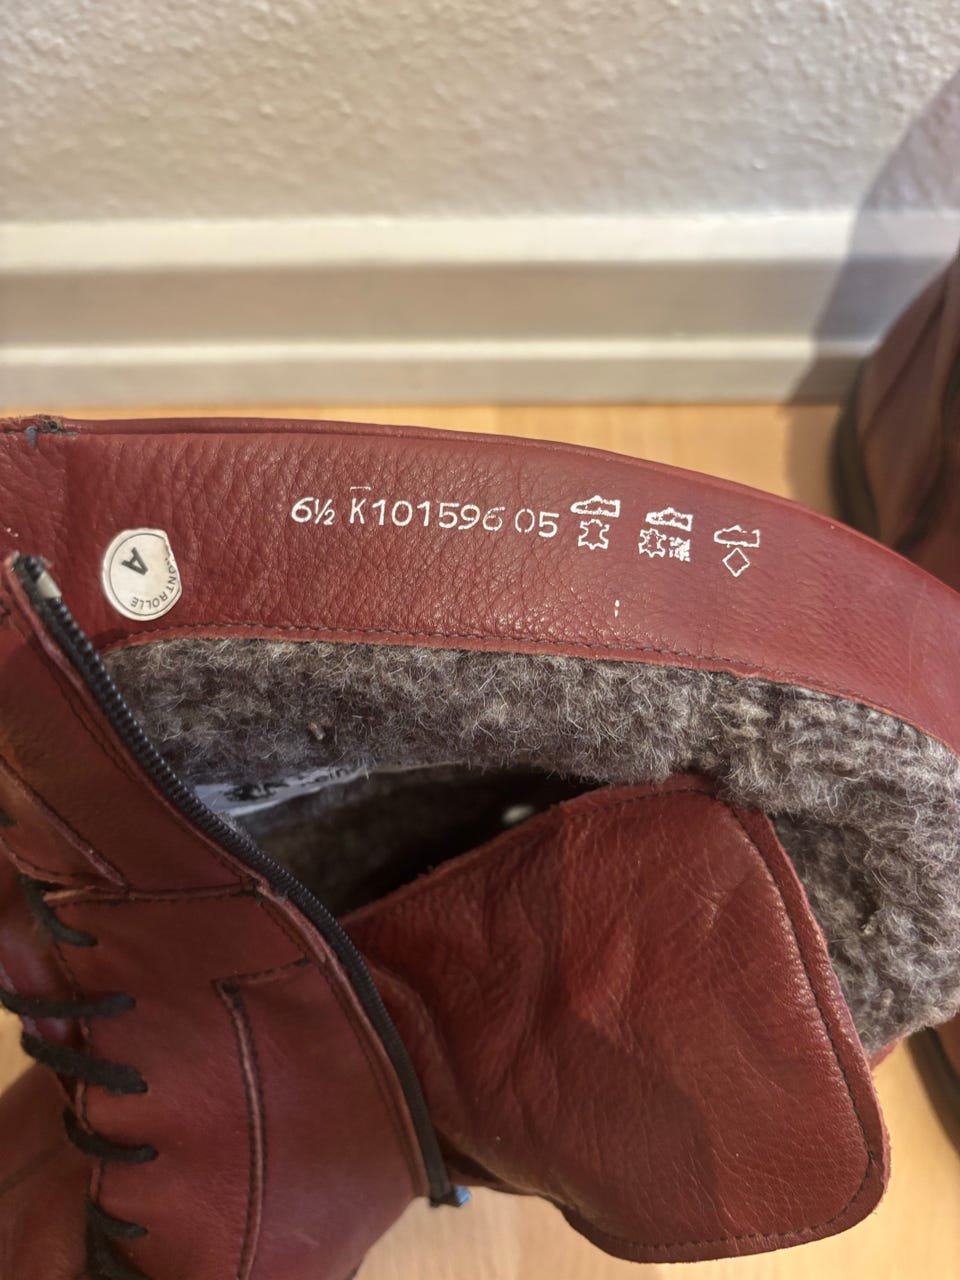 6½ K101596 05
A
KONTROLLE